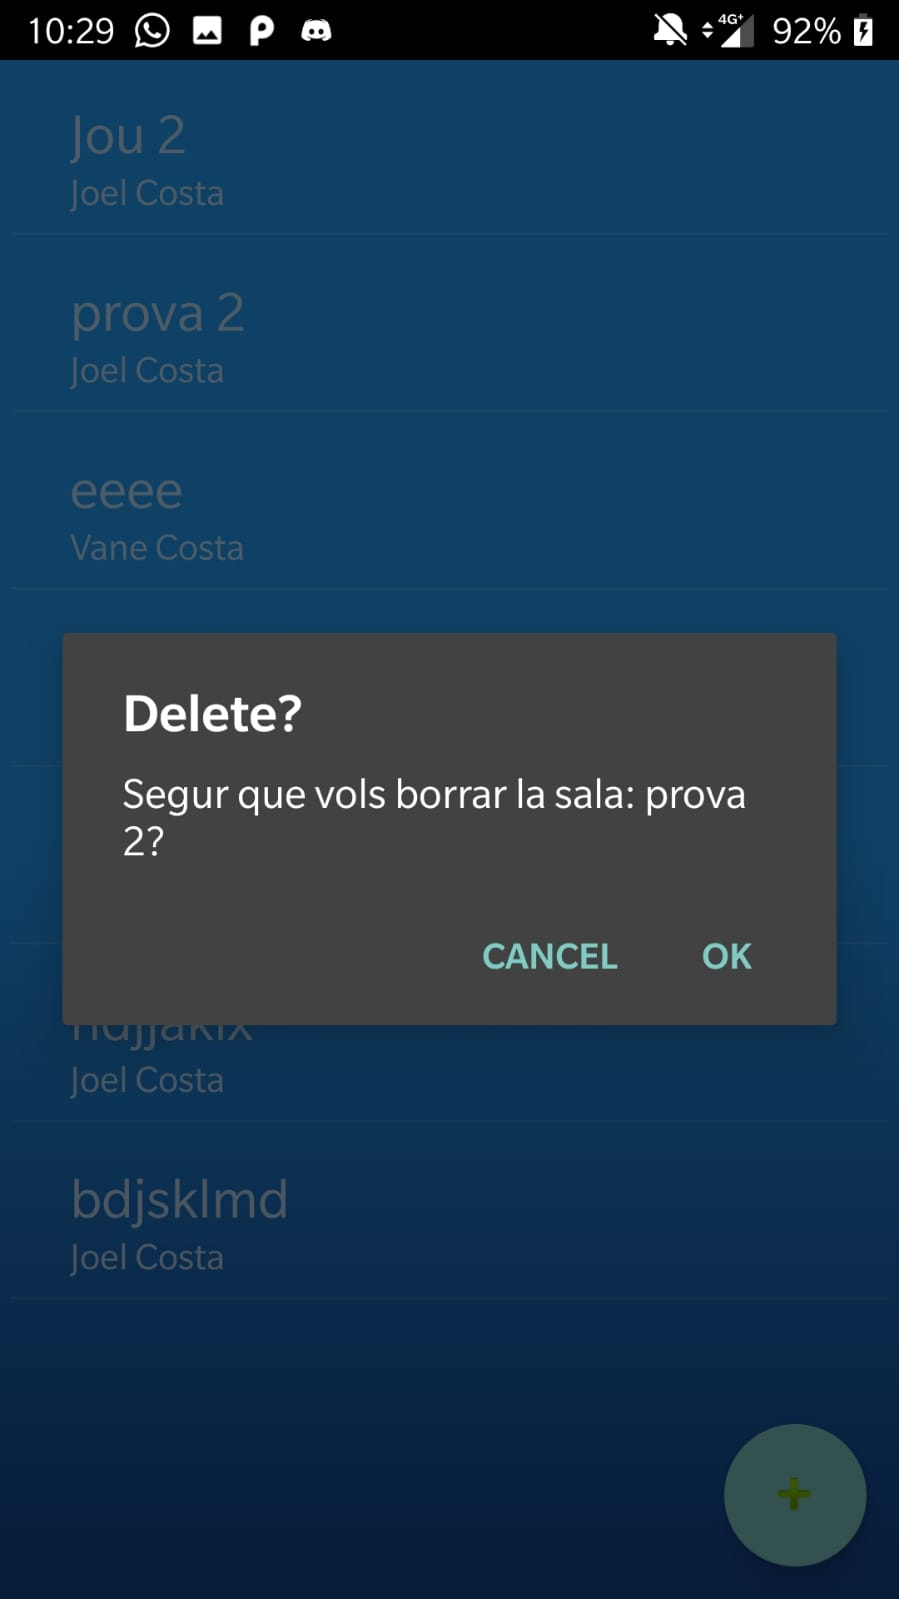 10:29
4G+
92%
Jou 2
Joel Costa
prova 2
Joel Costa
eeee
Vane Costa
Delete?
Segur que vols borrar la sala: prova
2?
CANCEL
OK
Joel Costa
bdjsklmd
Joel Costa